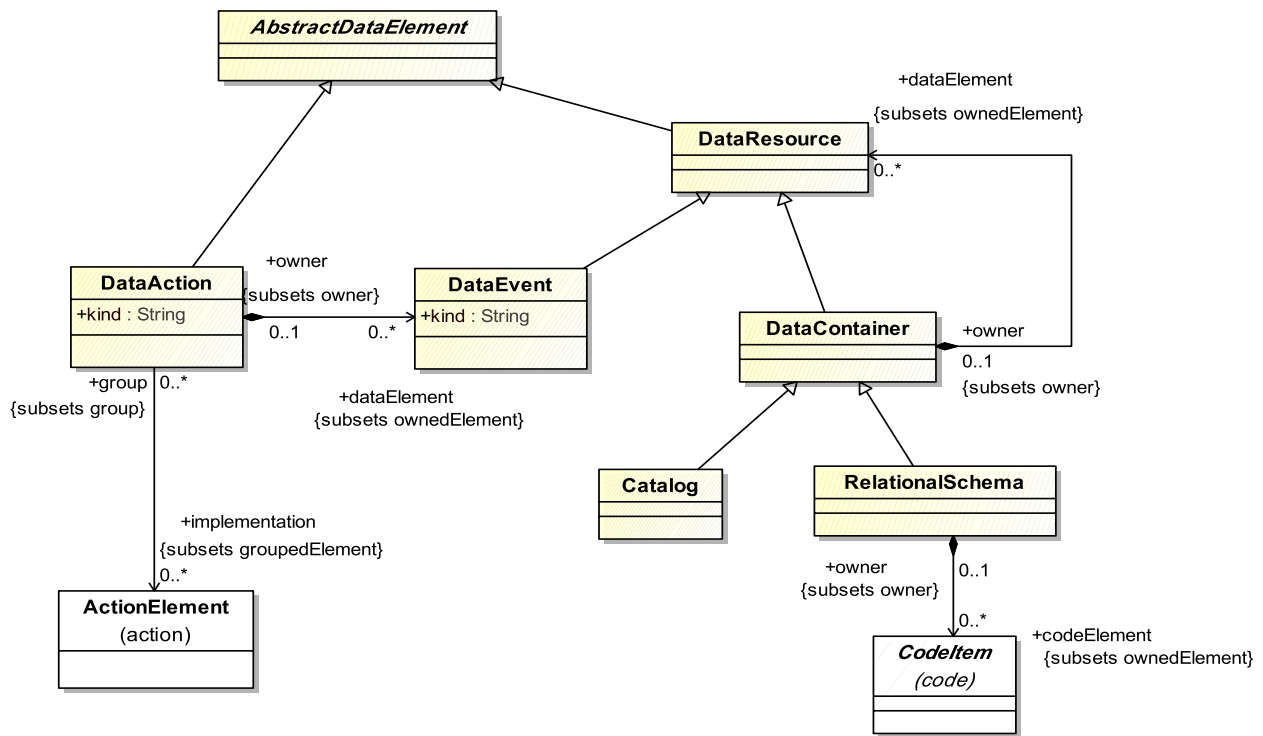 AbstractDataElement
+dataElement
{subsets ownedElement}
DataResource
0..*
+owner
{subsets owner}
DataAction
+kind : String
0..1
0..*
DataEvent
+kind : String
DataContainer
+owner
0..1
{subsets owner}
+group
0..*
{subsets group}
+dataElement
{subsets ownedElement}
Catalog
RelationalSchema
+implementation
{subsets groupedElement}
0..*
+owner
0..1
{subsets owner}
ActionElement
(action)
0..*
+codeElement
{subsets ownedElement}
CodeItem
(code)